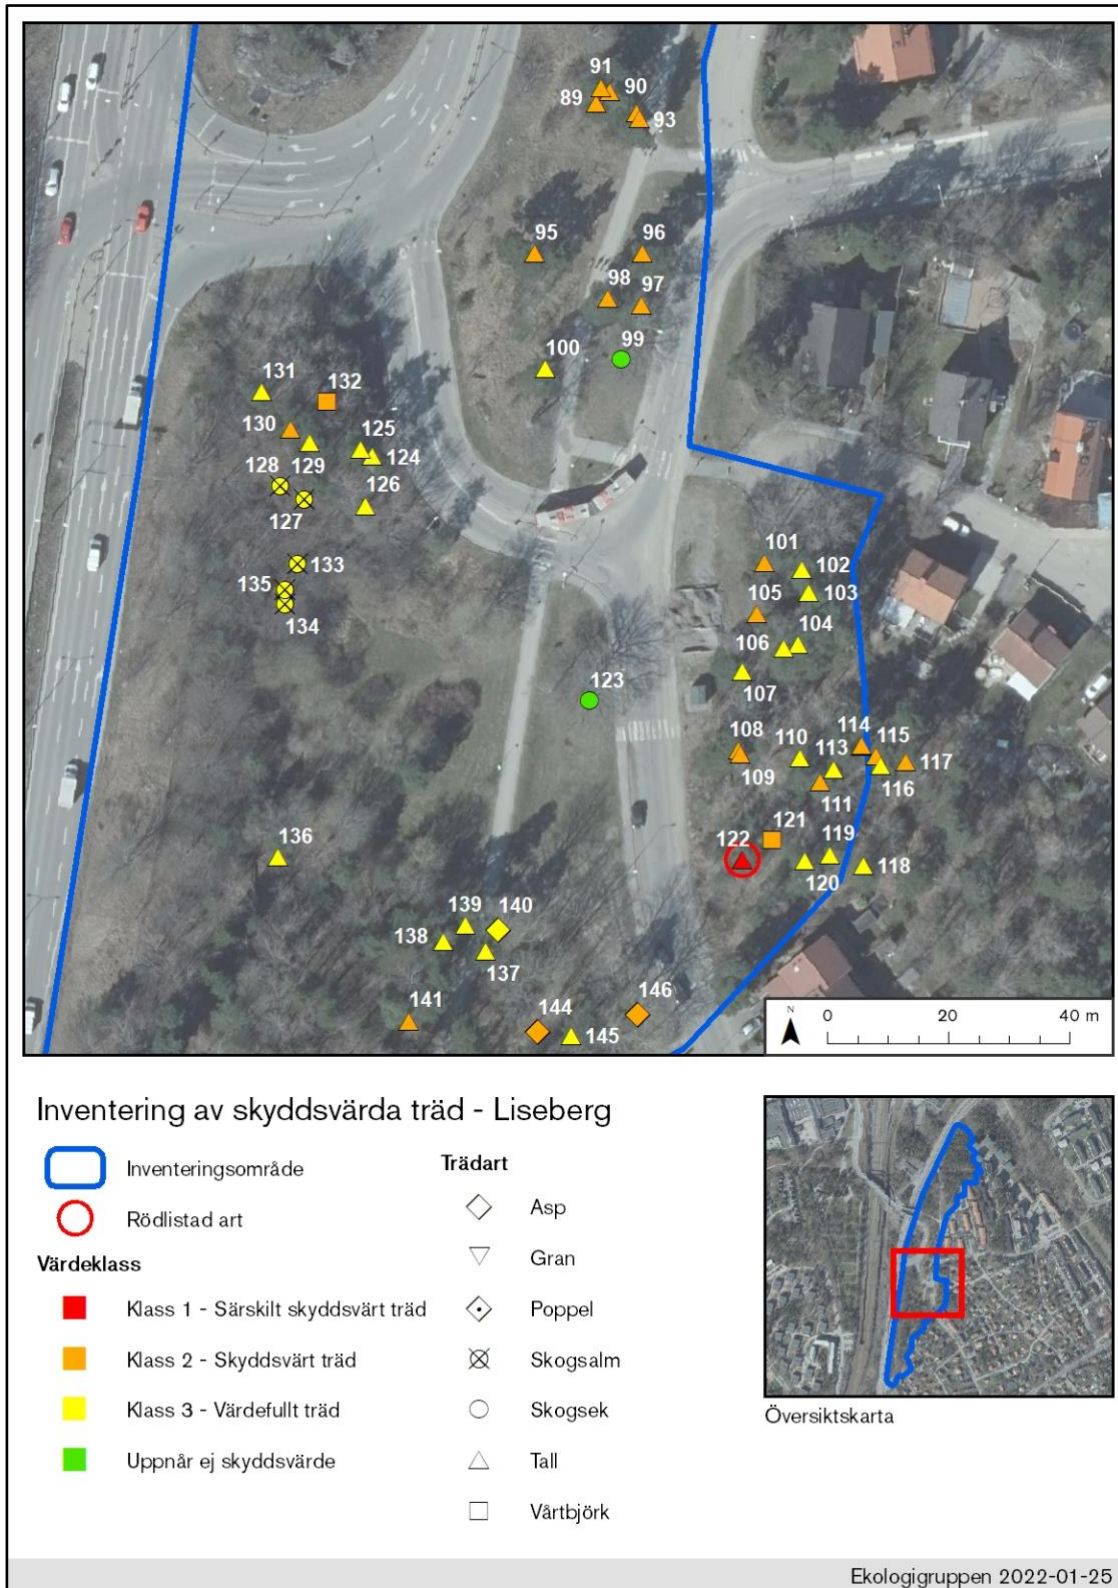 91
90
89
93
95
96
98
97
99
100
131
132
130
125
124
128
129
126
127
133
135
134
101
102
103
105
104
106
107
123
108
109
110
113
114
115
117
116
111
121
122
119
118
120
136
139
140
138
137
141
144
146
145
N
0 20 40 m
Inventering av skyddsvärda träd - Liseberg
Inventeringsområde
Rödlistad art
Värdeklass
Klass 1 - Särskilt skyddsvärt träd
Klass 2 - Skyddsvärt träd
Klass 3 - Värdefullt träd
Uppnår ej skyddsvärde
Trädart
Asp
Gran
Poppel
Skogsalm
Skogsek
Tall
Vårtbjörk
Översiktskarta
Ekologigruppen 2022-01-25